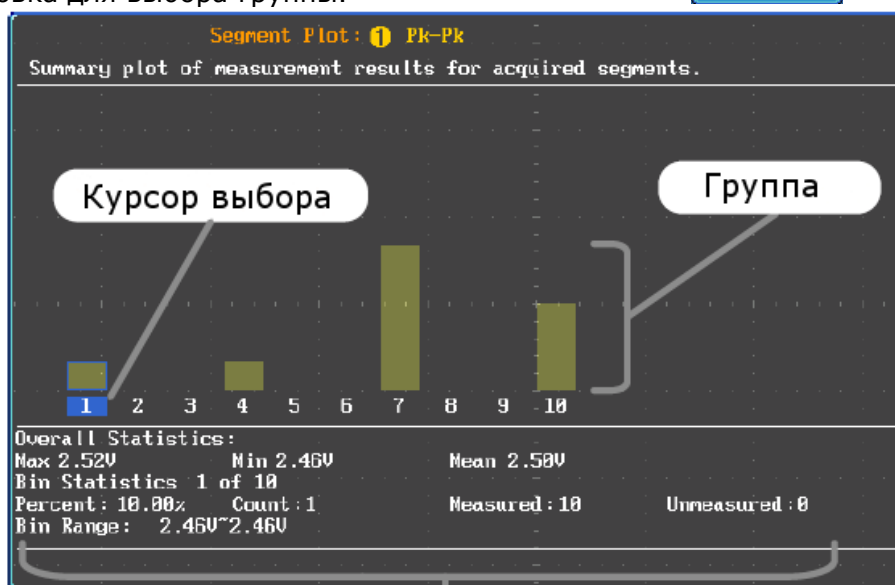 для выбора группы.
Segment Plot: 1 Pk-Pk
Summary plot of measurement results for acquired segments.
Курсор выбора
Группа
1 2 3 4 5 6 7 8 9 10
Overall Statistics:
Max 2.52V Min 2.46V Mean 2.50V
Bin Statistics 1 of 10
Percent: 10.00% Count:1 Measured:10 Unmeasured:0
Bin Range: 2.46V~2.46V